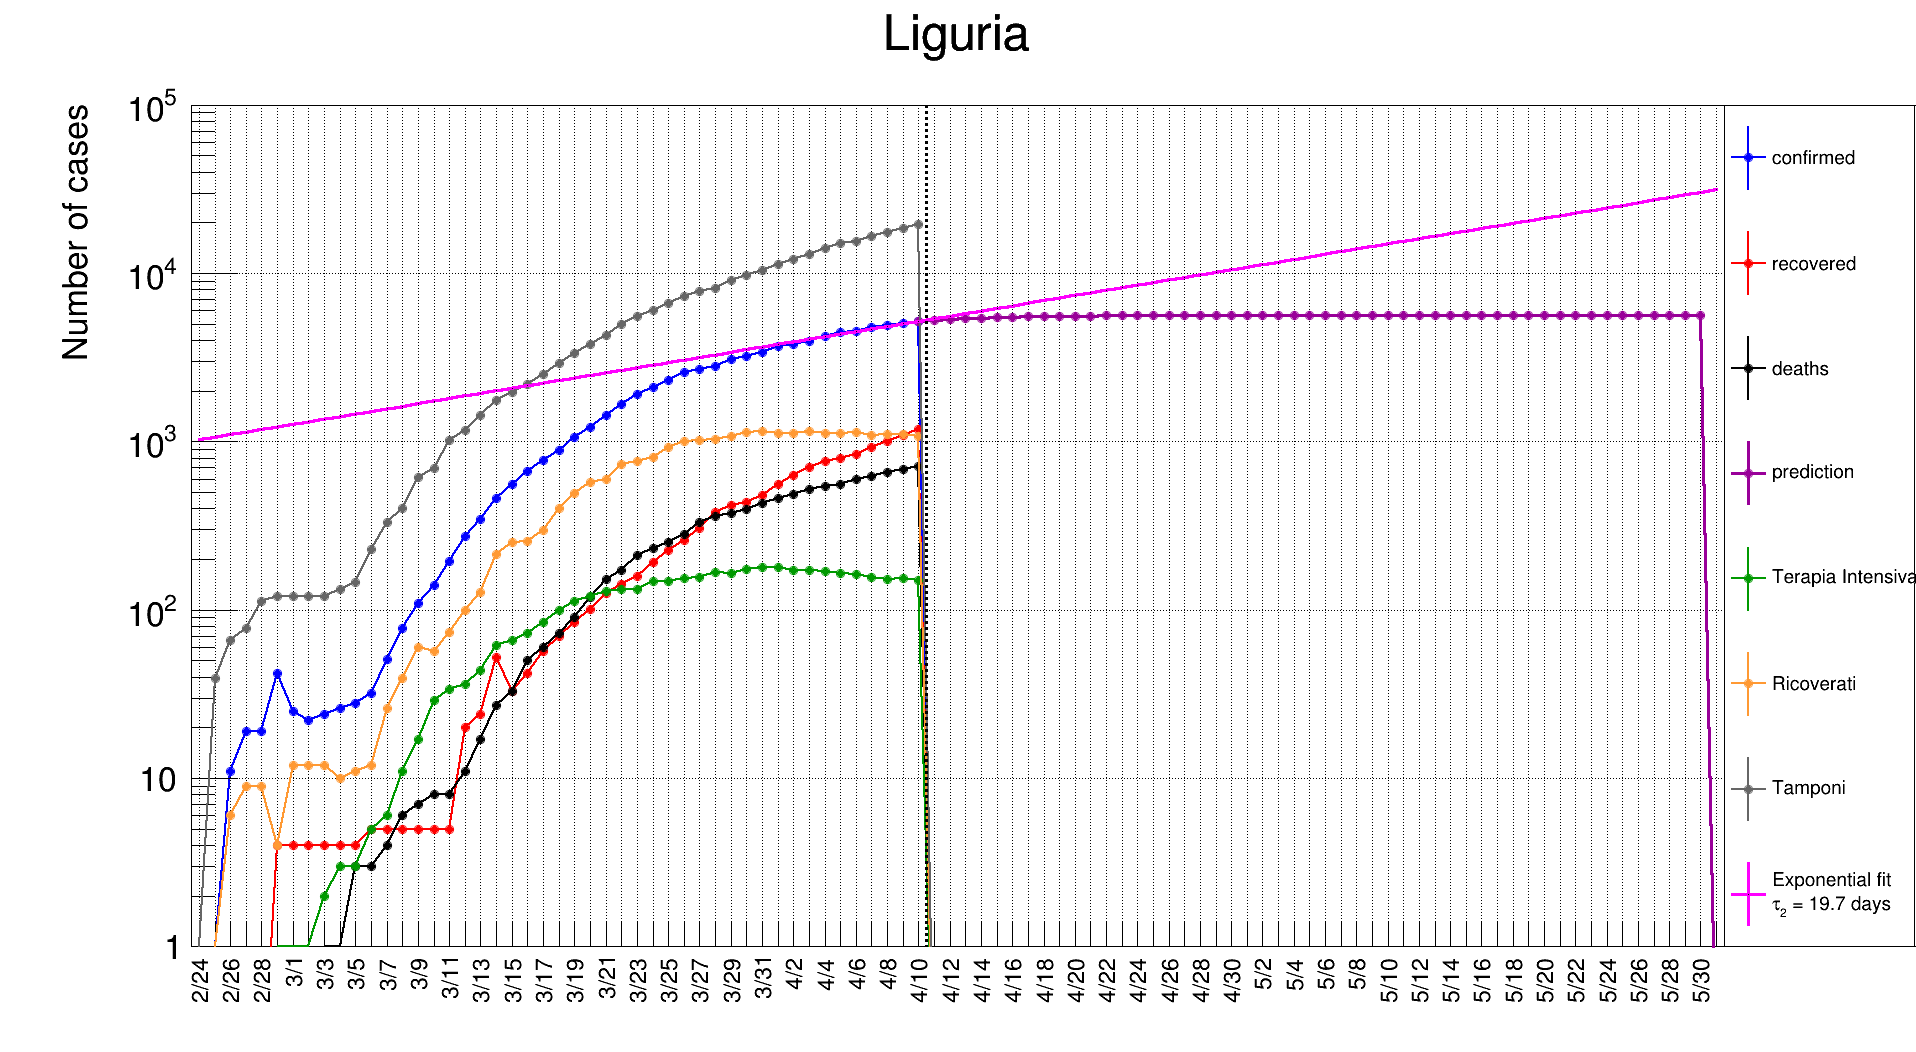 Liguria
Number of cases
10^5
10^4
10^3
10^2
10
1
2/24 2/26 2/28 3/1 3/3 3/5 3/7 3/9 3/11 3/13 3/15 3/17 3/19 3/21 3/23 3/25 3/27 3/29 3/31 4/2 4/4 4/6 4/8 4/10 4/12 4/14 4/16 4/18 4/20 4/22 4/24 4/26 4/28 4/30 5/2 5/4 5/6 5/8 5/10 5/12 5/14 5/16 5/18 5/20 5/22 5/24 5/26 5/28 5/30
confirmed
recovered
deaths
prediction
Terapia Intensiva
Ricoverati
Tamponi
Exponential fit
τ₂ = 19.7 days